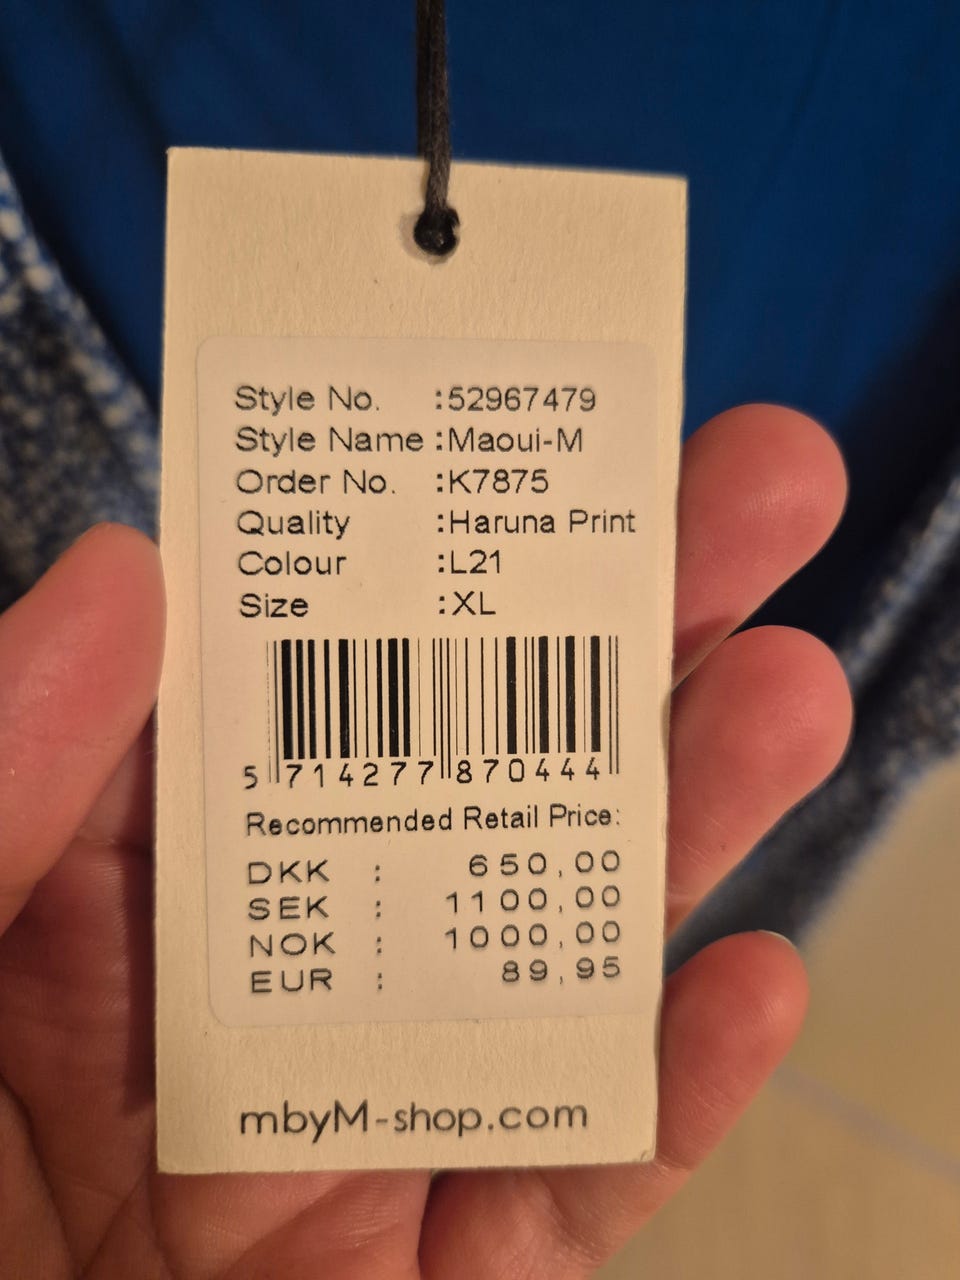 Style No. :52967479
Style Name :Maoui-M
Order No. :K7875
Quality :Haruna Print
Colour :L21
Size :XL
5 714277 870444
Recommended Retail Price:
DKK : 650,00
SEK : 1100,00
NOK : 1000,00
EUR : 89,95
mbyM-shop.com